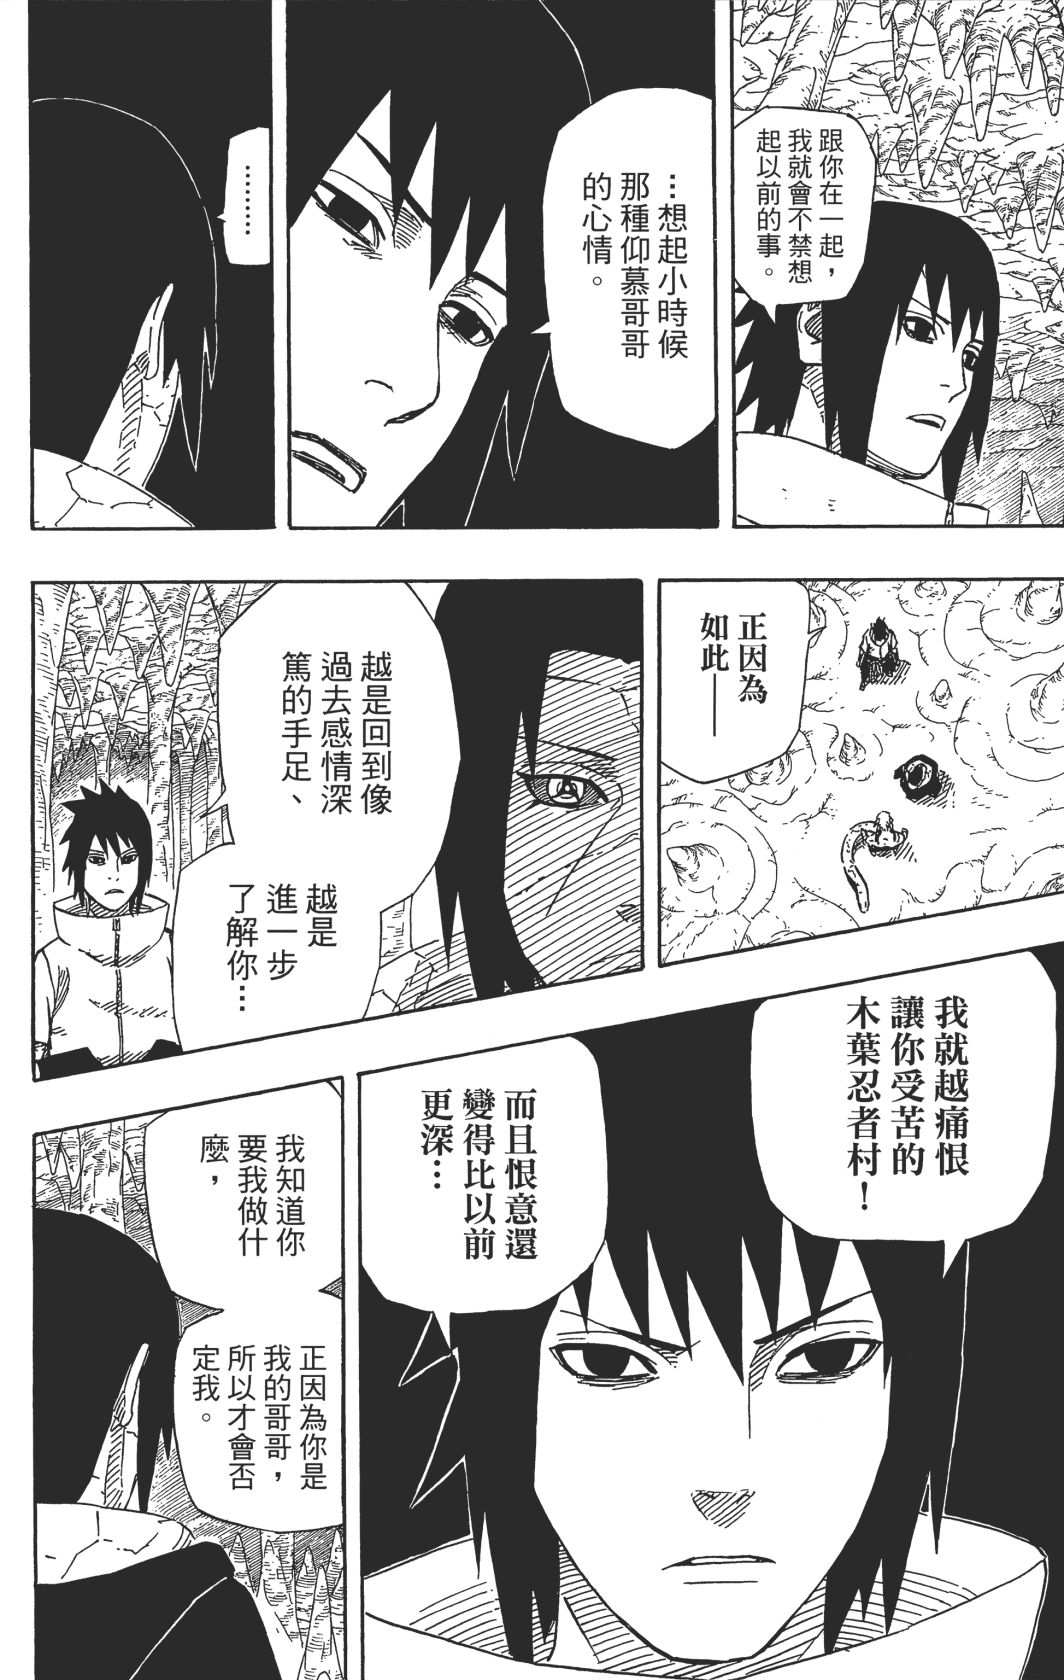 跟你在一起，
我就會不禁想
起以前的事。
…想起小時候
那種仰慕哥哥
的心情。
………
正因為
如此——
越是回到像
過去感情深
篤的手足、
越是
進一步
了解你…
我就越痛恨
讓你受苦的
木葉忍者村！
而且恨意還
變得比以前
更深…
我知道你
要我做什
麼，
正因為你是
我的哥哥，
所以才會否
定我。